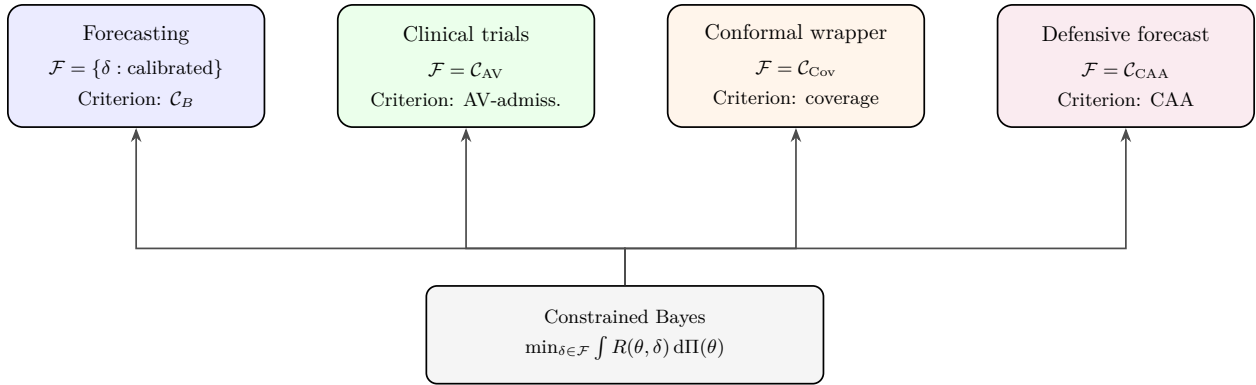 Forecasting
ℱ = {δ : calibrated}
Criterion: 𝒞_B
Clinical trials
ℱ = 𝒞_AV
Criterion: AV-admiss.
Conformal wrapper
ℱ = 𝒞_Cov
Criterion: coverage
Defensive forecast
ℱ = 𝒞_CAA
Criterion: CAA
Constrained Bayes
min_{δ∈ℱ} ∫ R(θ, δ) dΠ(θ)